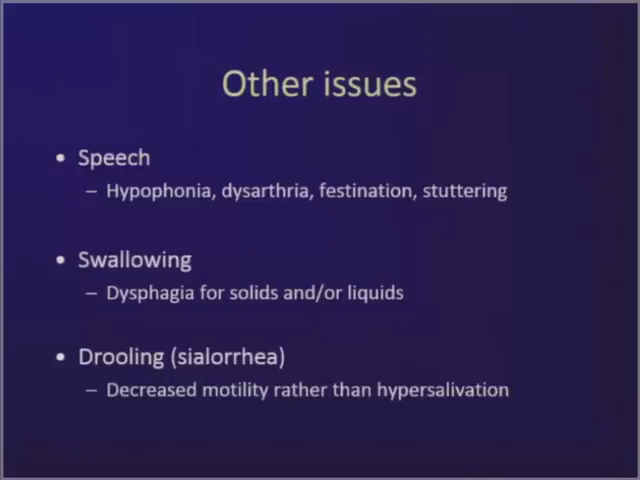 Other issues
• Speech
– Hypophonia, dysarthria, festination, stuttering
• Swallowing
– Dysphagia for solids and/or liquids
• Drooling (sialorrhea)
– Decreased motility rather than hypersalivation